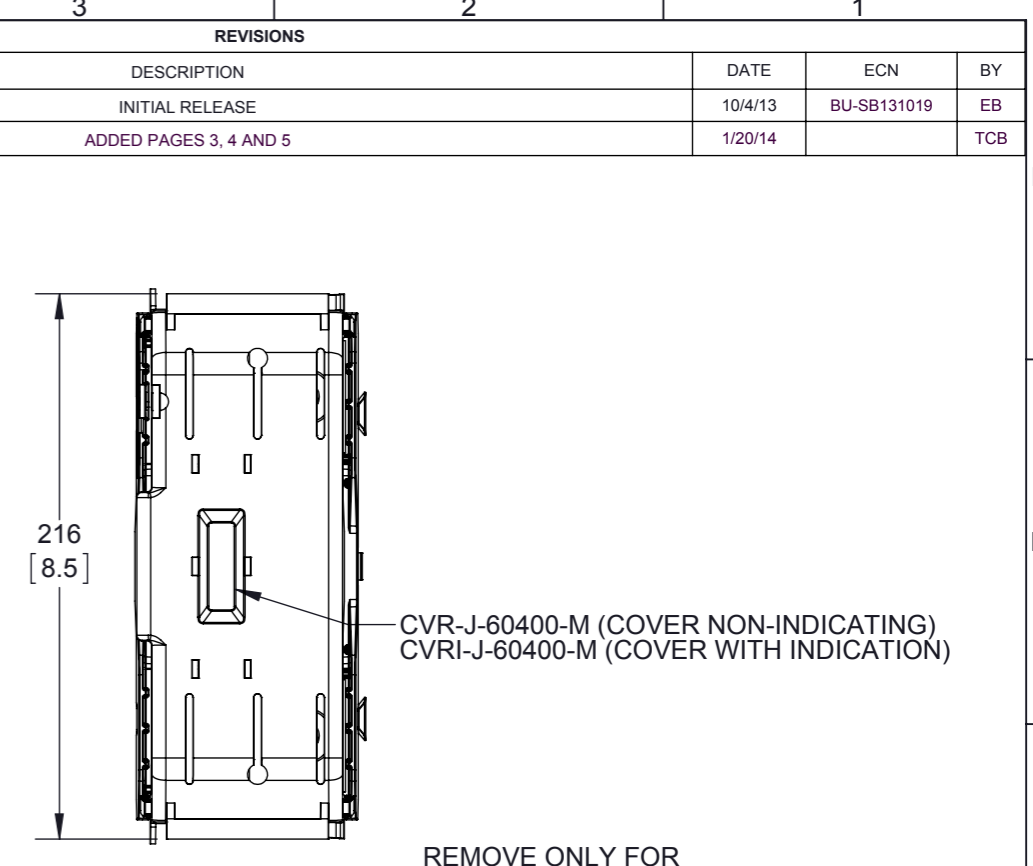 3 2 1
REVISIONS
DESCRIPTION DATE ECN BY
INITIAL RELEASE 10/4/13 BU-SB131019 EB
ADDED PAGES 3, 4 AND 5 1/20/14 TCB
216
[8.5]
CVR-J-60400-M (COVER NON-INDICATING)
CVRI-J-60400-M (COVER WITH INDICATION)
REMOVE ONLY FOR